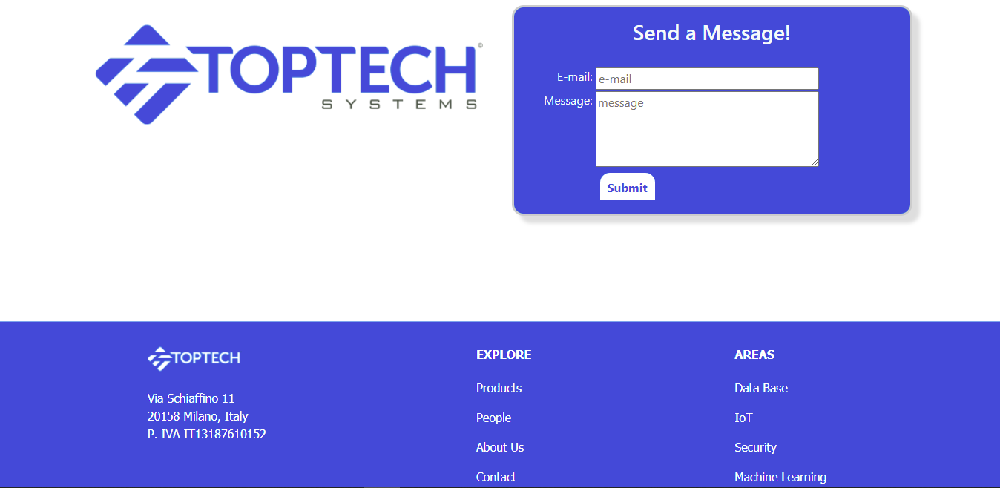 TOPTECH©
SYSTEMS
Send a Message!
E-mail: e-mail
Message: message
Submit
TOPTECH
Via Schiaffino 11
20158 Milano, Italy
P. IVA IT13187610152
EXPLORE
Products
People
About Us
Contact
AREAS
Data Base
IoT
Security
Machine Learning